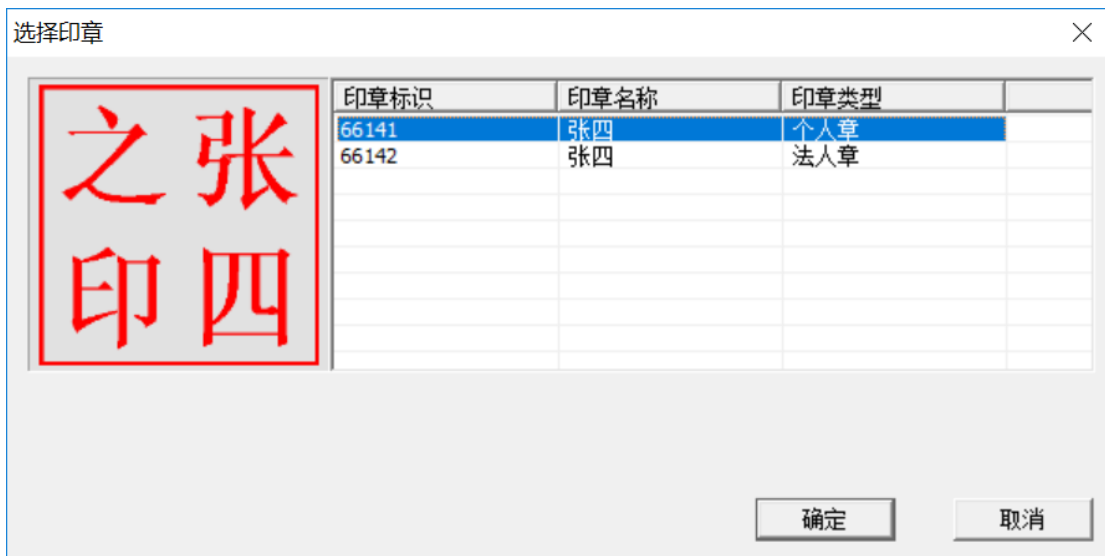 选择印章
张四
之印
印章标识 印章名称 印章类型
66141 张四 个人章
66142 张四 法人章
确定 取消